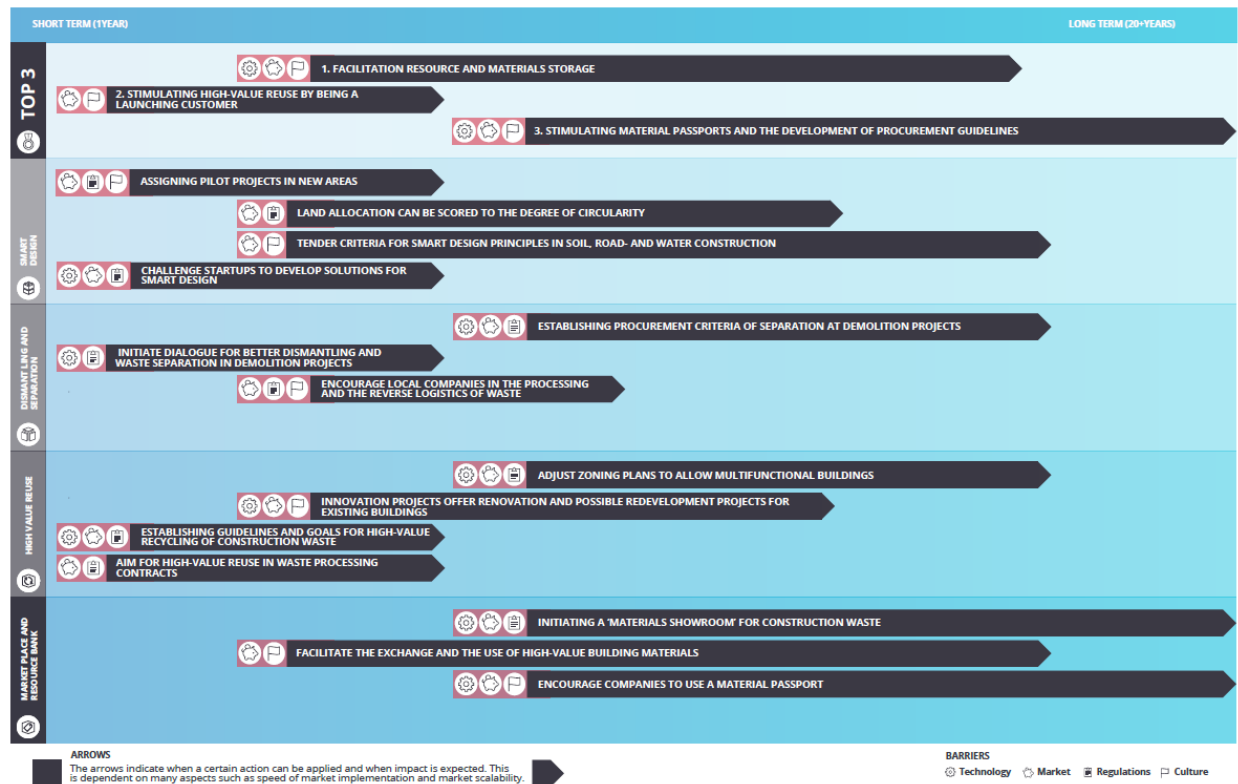 SHORT TERM (1YEAR)
LONG TERM (20+YEARS)
TOP 3
1. FACILITATION RESOURCE AND MATERIALS STORAGE
2. STIMULATING HIGH-VALUE REUSE BY BEING A
LAUNCHING CUSTOMER
3. STIMULATING MATERIAL PASSPORTS AND THE DEVELOPMENT OF PROCUREMENT GUIDELINES
SMART
DESIGN
ASSIGNING PILOT PROJECTS IN NEW AREAS
LAND ALLOCATION CAN BE SCORED TO THE DEGREE OF CIRCULARITY
TENDER CRITERIA FOR SMART DESIGN PRINCIPLES IN SOIL, ROAD- AND WATER CONSTRUCTION
CHALLENGE STARTUPS TO DEVELOP SOLUTIONS FOR
SMART DESIGN
DISMANT LING AND
SEPARATION
ESTABLISHING PROCUREMENT CRITERIA OF SEPARATION AT DEMOLITION PROJECTS
INITIATE DIALOGUE FOR BETTER DISMANTLING AND
WASTE SEPARATION IN DEMOLITION PROJECTS
ENCOURAGE LOCAL COMPANIES IN THE PROCESSING
AND THE REVERSE LOGISTICS OF WASTE
HIGH VALUE REUSE
ADJUST ZONING PLANS TO ALLOW MULTIFUNCTIONAL BUILDINGS
INNOVATION PROJECTS OFFER RENOVATION AND POSSIBLE REDEVELOPMENT PROJECTS FOR
EXISTING BUILDINGS
ESTABLISHING GUIDELINES AND GOALS FOR HIGH-VALUE
RECYCLING OF CONSTRUCTION WASTE
AIM FOR HIGH-VALUE REUSE IN WASTE PROCESSING
CONTRACTS
MARKET PLACE AND
RESOURCE BANK
INITIATING A 'MATERIALS SHOWROOM' FOR CONSTRUCTION WASTE
FACILITATE THE EXCHANGE AND THE USE OF HIGH-VALUE BUILDING MATERIALS
ENCOURAGE COMPANIES TO USE A MATERIAL PASSPORT
ARROWS
The arrows indicate when a certain action can be applied and when impact is expected. This
is dependent on many aspects such as speed of market implementation and market scalability.
BARRIERS
Technology Market Regulations Culture